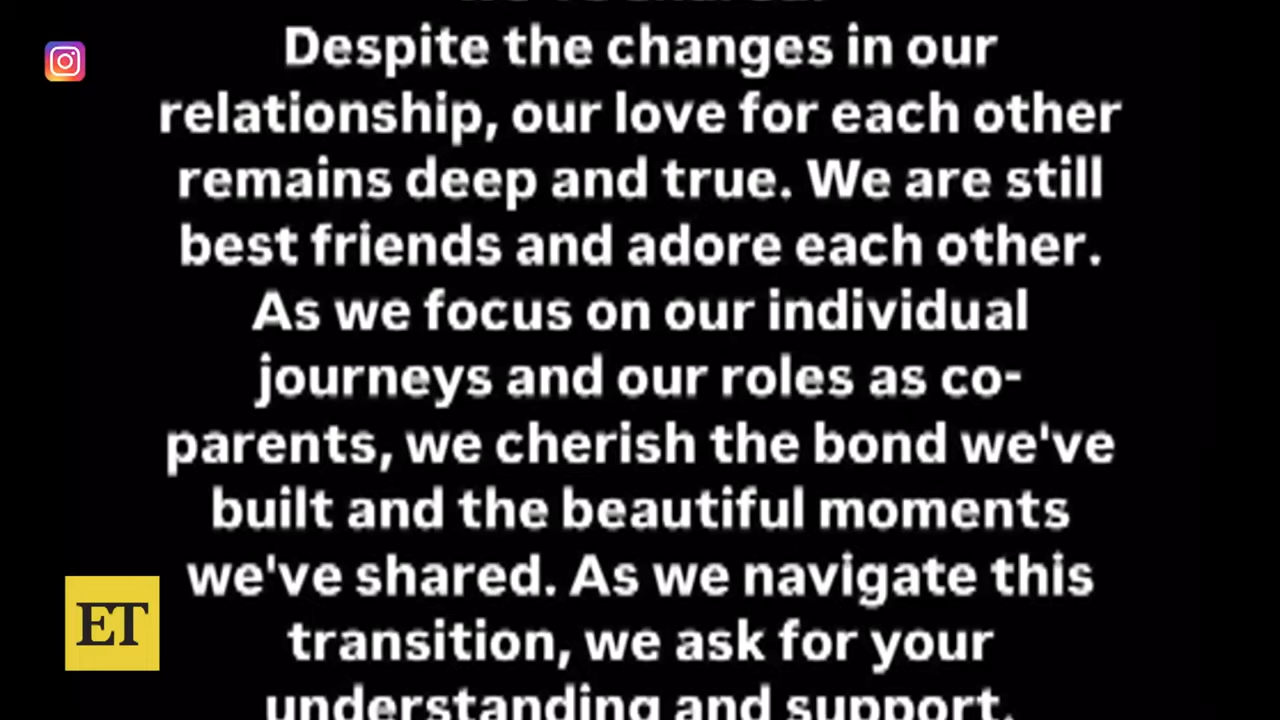 Despite the changes in our
relationship, our love for each other
remains deep and true. We are still
best friends and adore each other.
As we focus on our individual
journeys and our roles as co-
parents, we cherish the bond we've
built and the beautiful moments
we've shared. As we navigate this
transition, we ask for your
understanding and support.
ET